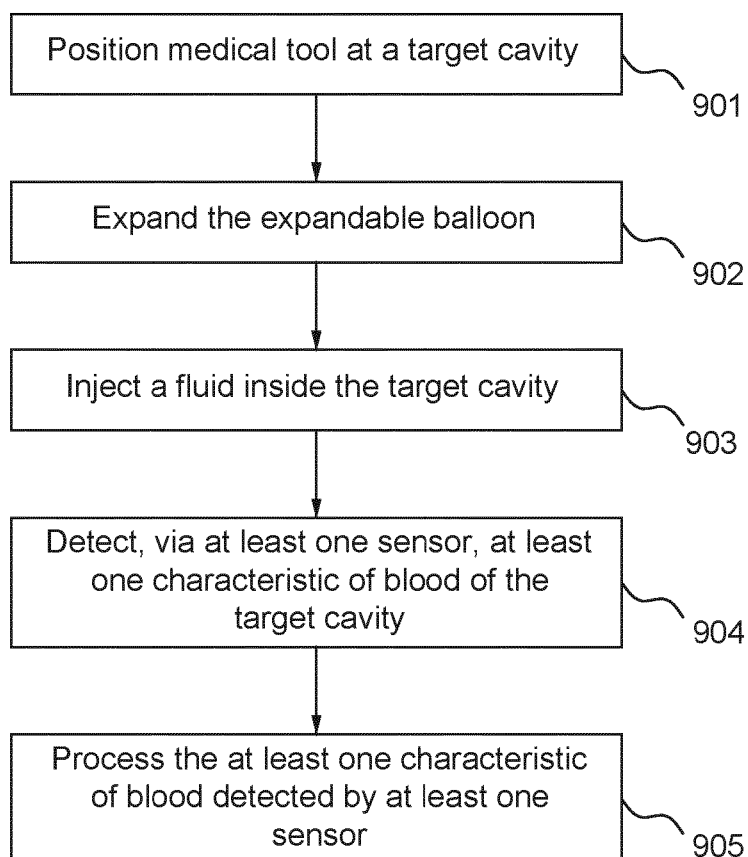 Position medical tool at a target cavity
901
Expand the expandable balloon
902
Inject a fluid inside the target cavity
903
Detect, via at least one sensor, at least
one characteristic of blood of the
target cavity
904
Process the at least one characteristic
of blood detected by at least one
sensor
905